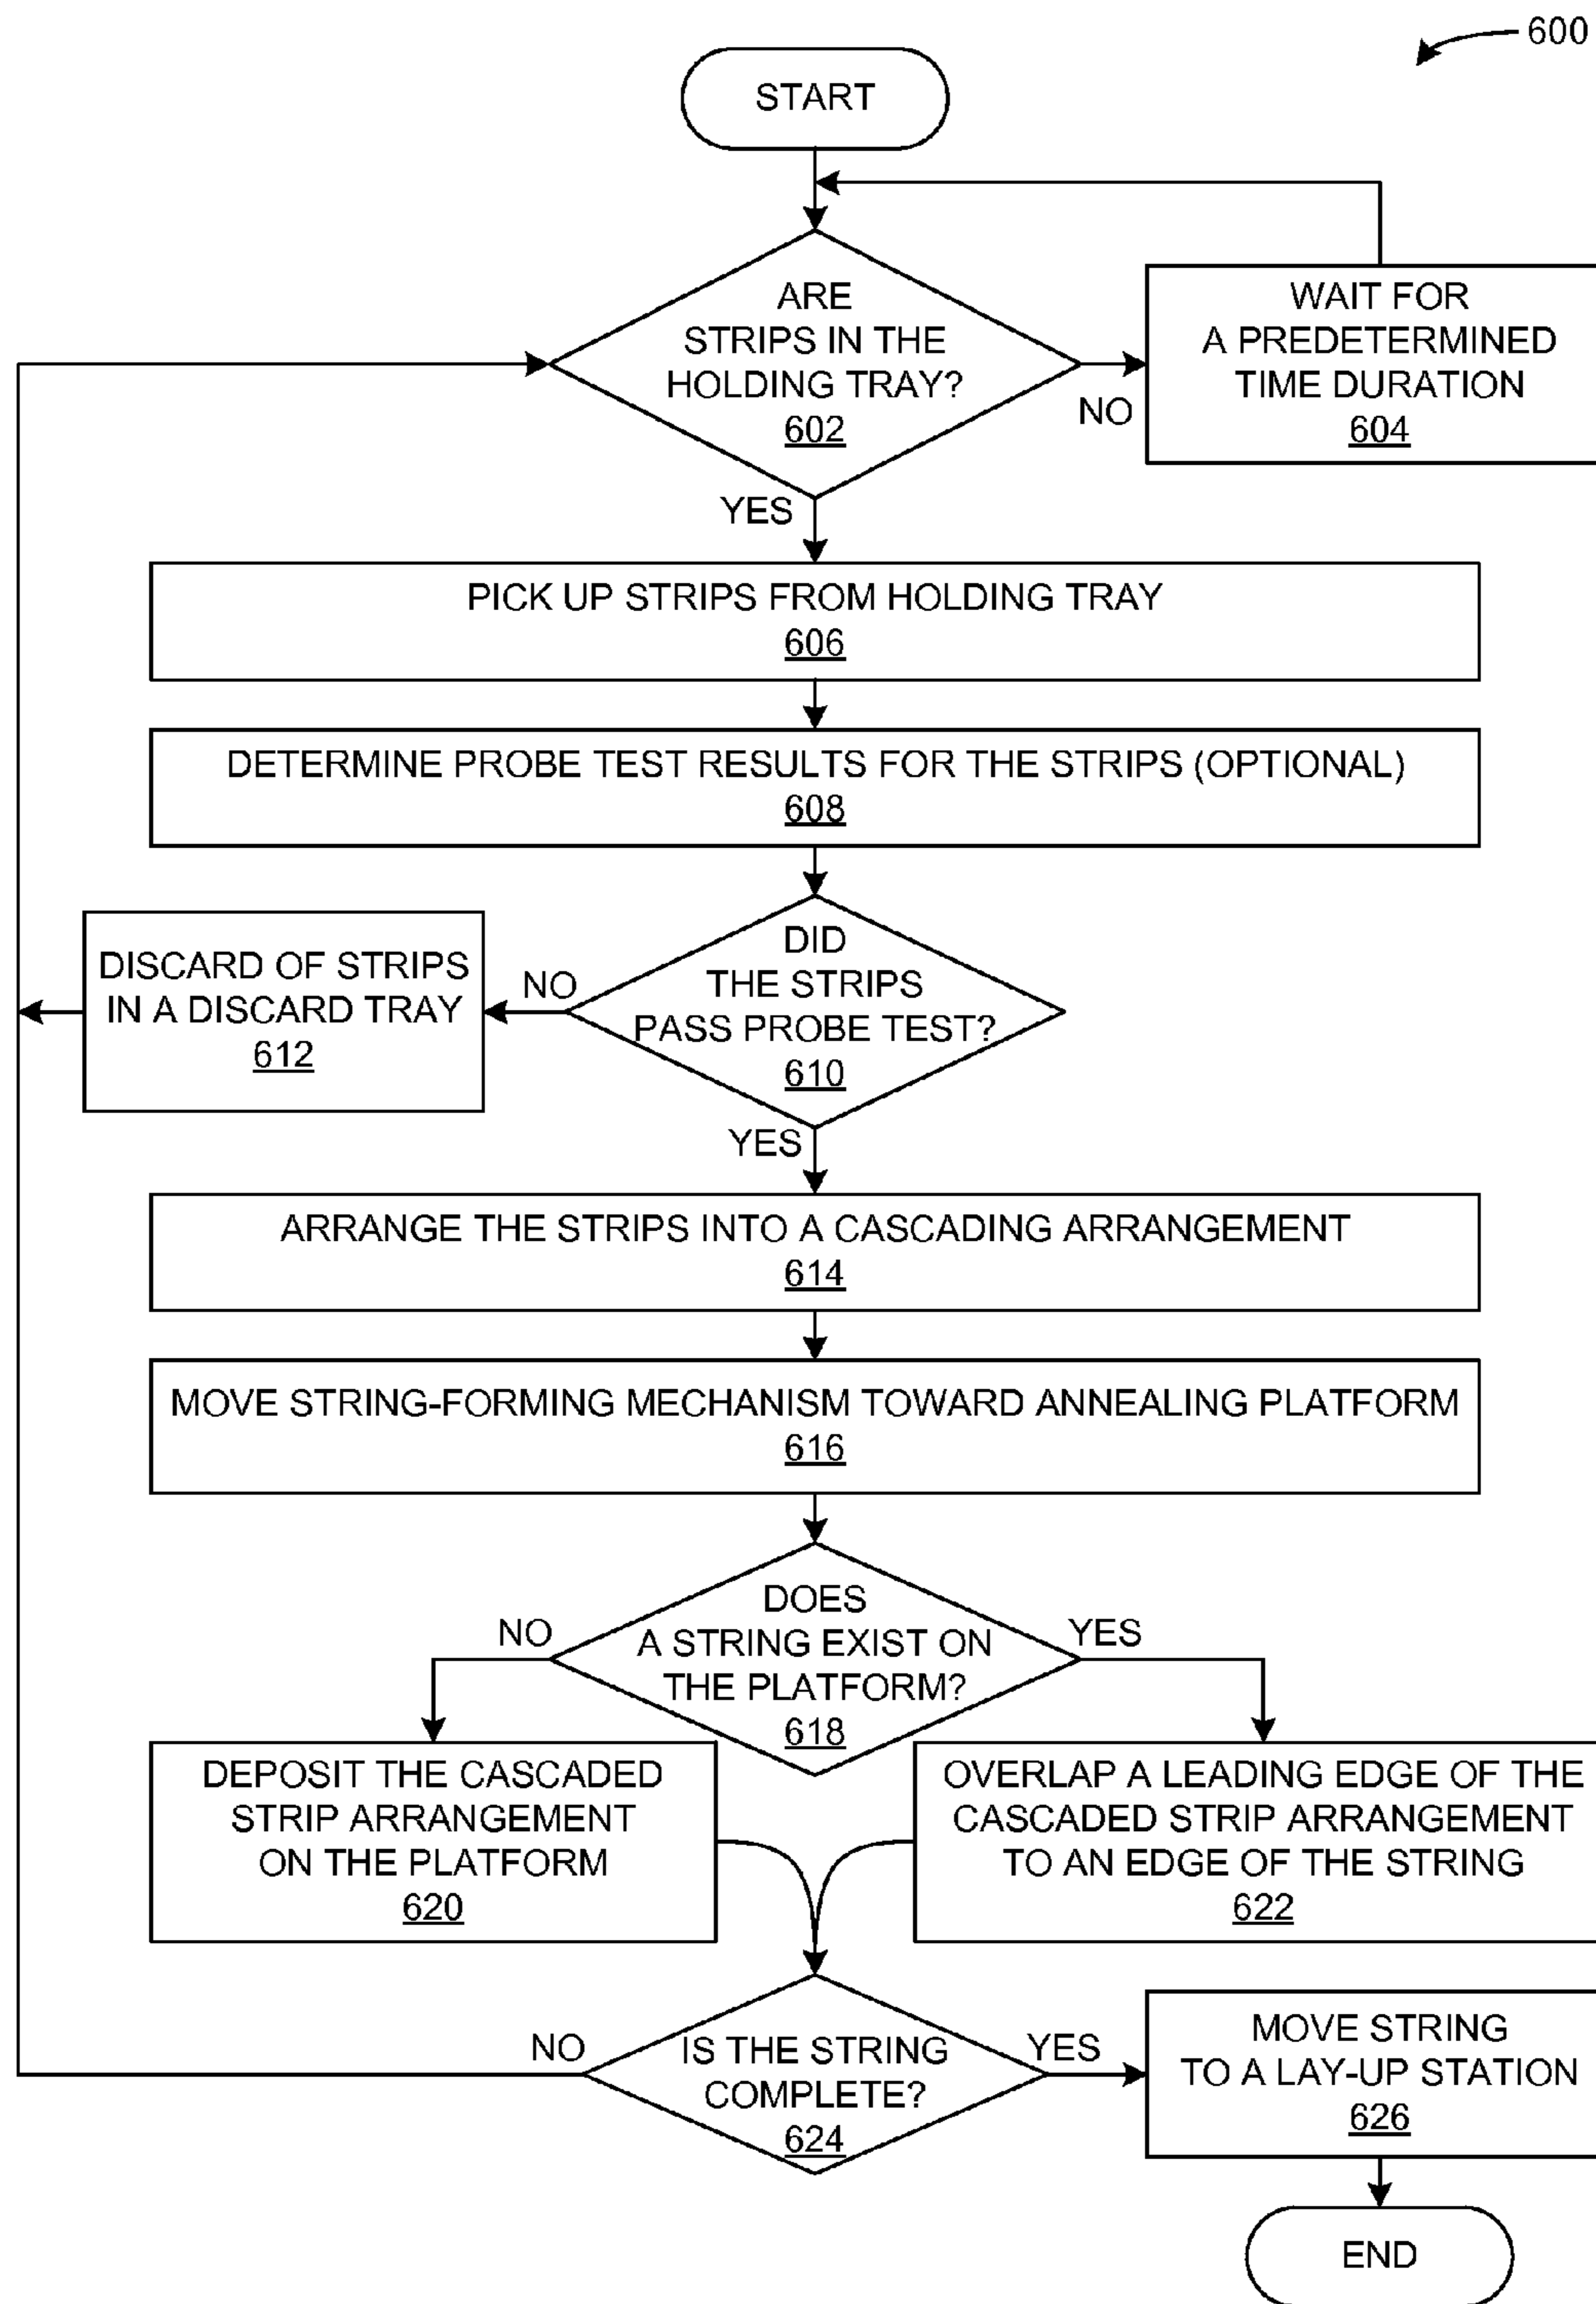 600
START
ARE
STRIPS IN THE
HOLDING TRAY?
602
NO
WAIT FOR
A PREDETERMINED
TIME DURATION
604
YES
PICK UP STRIPS FROM HOLDING TRAY
606
DETERMINE PROBE TEST RESULTS FOR THE STRIPS (OPTIONAL)
608
DID
THE STRIPS
PASS PROBE TEST?
610
NO
DISCARD OF STRIPS
IN A DISCARD TRAY
612
YES
ARRANGE THE STRIPS INTO A CASCADING ARRANGEMENT
614
MOVE STRING-FORMING MECHANISM TOWARD ANNEALING PLATFORM
616
DOES
A STRING EXIST ON
THE PLATFORM?
618
NO
YES
DEPOSIT THE CASCADED
STRIP ARRANGEMENT
ON THE PLATFORM
620
OVERLAP A LEADING EDGE OF THE
CASCADED STRIP ARRANGEMENT
TO AN EDGE OF THE STRING
622
IS THE STRING
COMPLETE?
624
NO
YES
MOVE STRING
TO A LAY-UP STATION
626
END